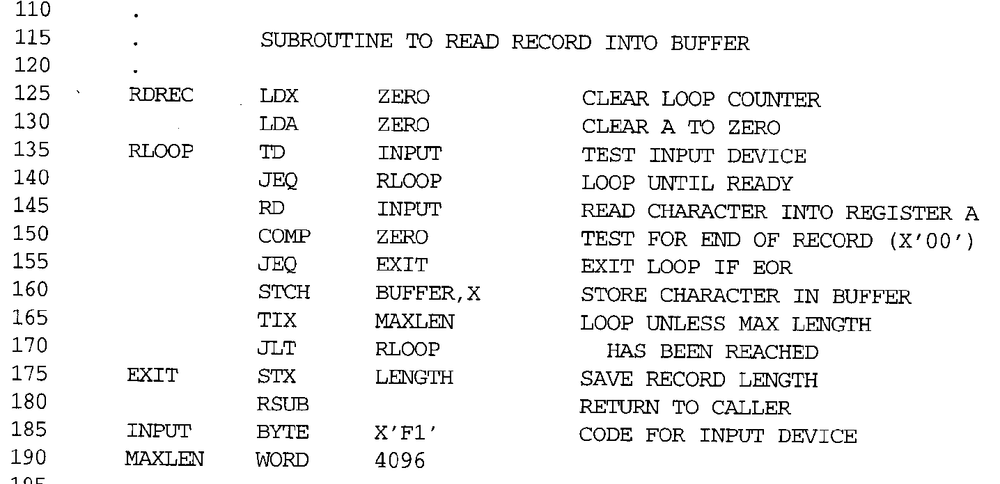 110 .
115 . SUBROUTINE TO READ RECORD INTO BUFFER
120 .
125 RDREC LDX ZERO CLEAR LOOP COUNTER
130 LDA ZERO CLEAR A TO ZERO
135 RLOOP TD INPUT TEST INPUT DEVICE
140 JEQ RLOOP LOOP UNTIL READY
145 RD INPUT READ CHARACTER INTO REGISTER A
150 COMP ZERO TEST FOR END OF RECORD (X'00')
155 JEQ EXIT EXIT LOOP IF EOR
160 STCH BUFFER,X STORE CHARACTER IN BUFFER
165 TIX MAXLEN LOOP UNLESS MAX LENGTH
170 JLT RLOOP HAS BEEN REACHED
175 EXIT STX LENGTH SAVE RECORD LENGTH
180 RSUB RETURN TO CALLER
185 INPUT BYTE X'F1' CODE FOR INPUT DEVICE
190 MAXLEN WORD 4096
195